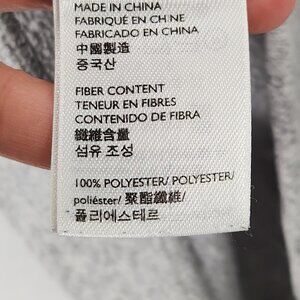 MADE IN CHINA
FABRIQUÉ EN CHINE
FABRICADO EN CHINA
中國製造
중국산
FIBER CONTENT
TENEUR EN FIBRES
CONTENIDO DE FIBRA
纖維含量
섬유 조성
100% POLYESTER/ POLYESTER/
poliéster/ 聚酯纖維/
폴리에스테르